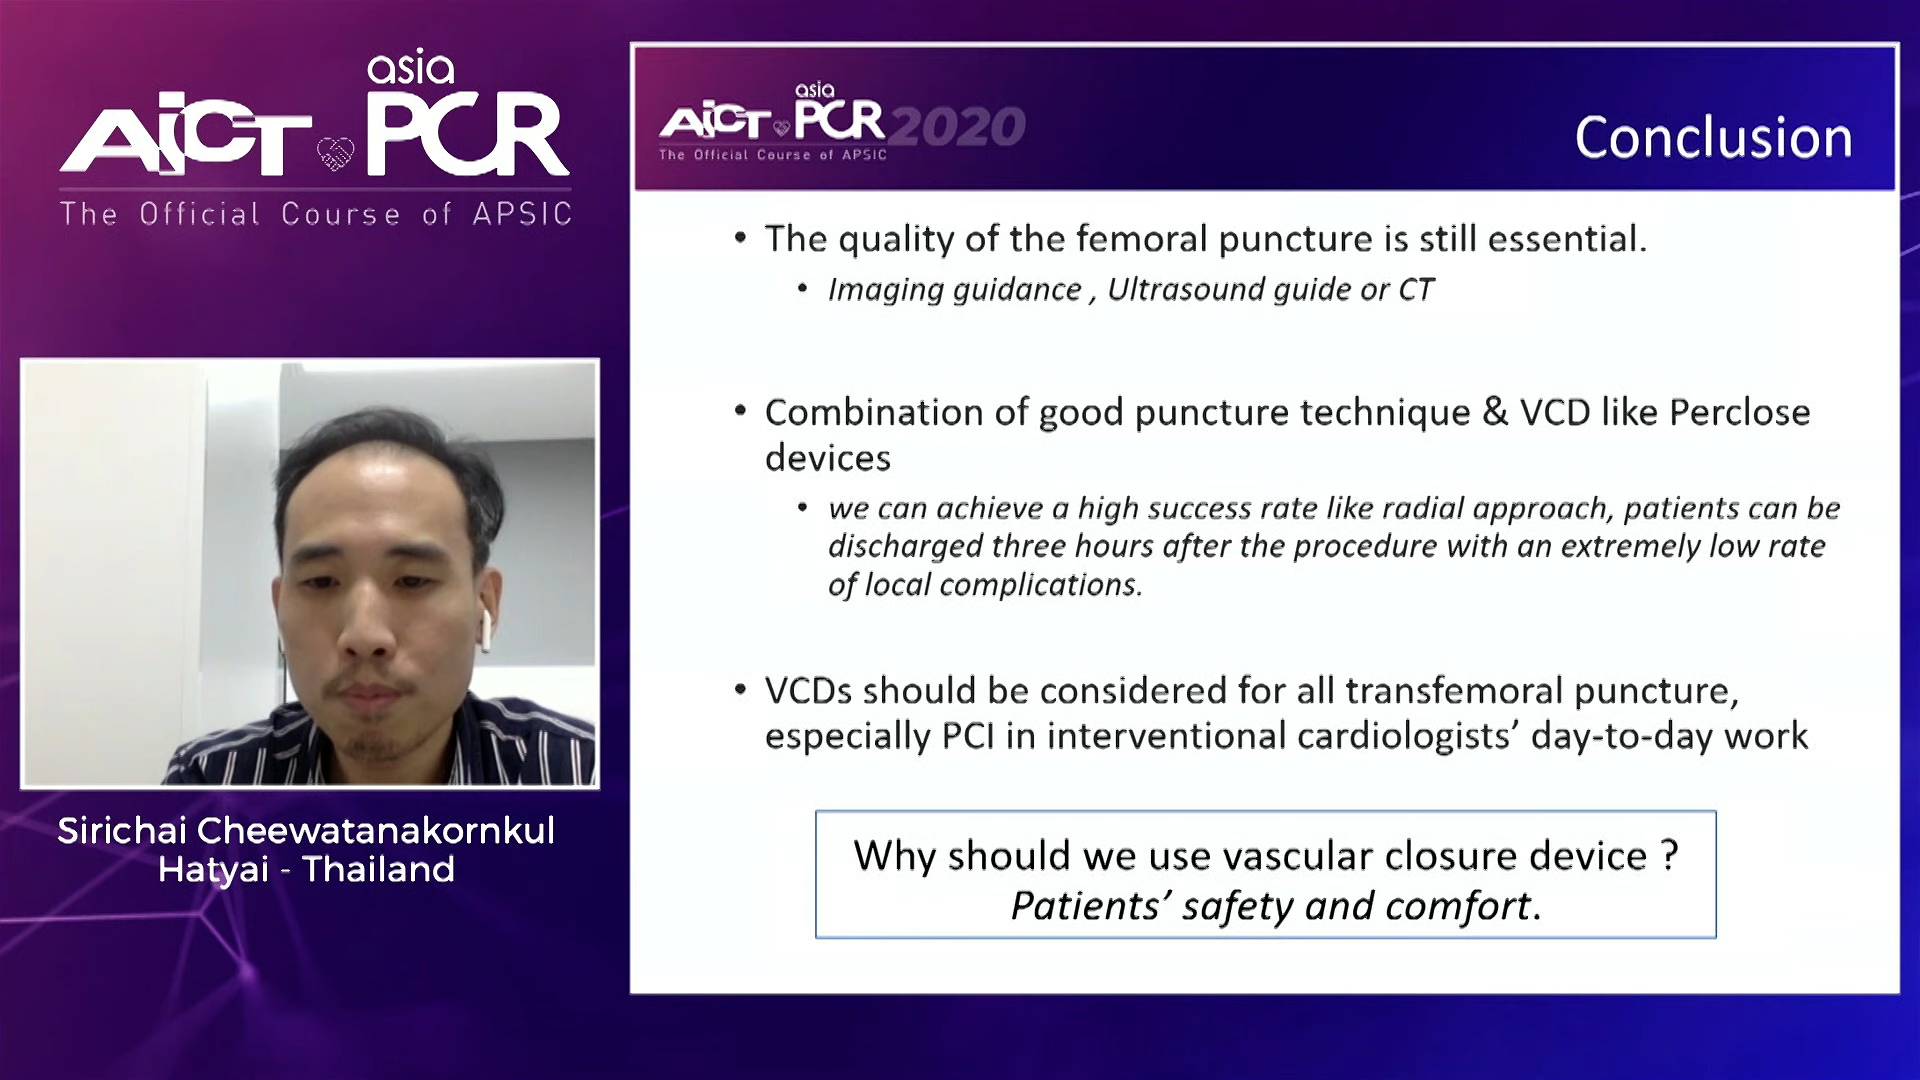 asia
AICT PCR
The Official Course of APSIC
Sirichai Cheewatanakornkul
Hatyai - Thailand
asia
AICT PCR 2020
The Official Course of APSIC
Conclusion
• The quality of the femoral puncture is still essential.
• Imaging guidance , Ultrasound guide or CT
• Combination of good puncture technique & VCD like Perclose
devices
• we can achieve a high success rate like radial approach, patients can be
discharged three hours after the procedure with an extremely low rate
of local complications.
• VCDs should be considered for all transfemoral puncture,
especially PCI in interventional cardiologists’ day-to-day work
Why should we use vascular closure device ?
Patients’ safety and comfort.